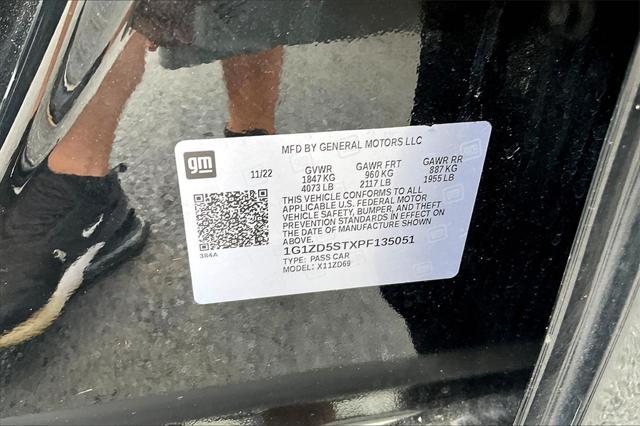 gm
MFD BY GENERAL MOTORS LLC
11/22 GVWR GAWR FRT GAWR RR
1847 KG 960 KG 887 KG
4073 LB 2117 LB 1955 LB
THIS VEHICLE CONFORMS TO ALL
APPLICABLE U.S. FEDERAL MOTOR
VEHICLE SAFETY, BUMPER, AND THEFT
PREVENTION STANDARDS IN EFFECT ON
THE DATE OF MANUFACTURE SHOWN
ABOVE.
384A
1G1ZD5STXPF135051
TYPE: PASS CAR
MODEL: X11ZD69